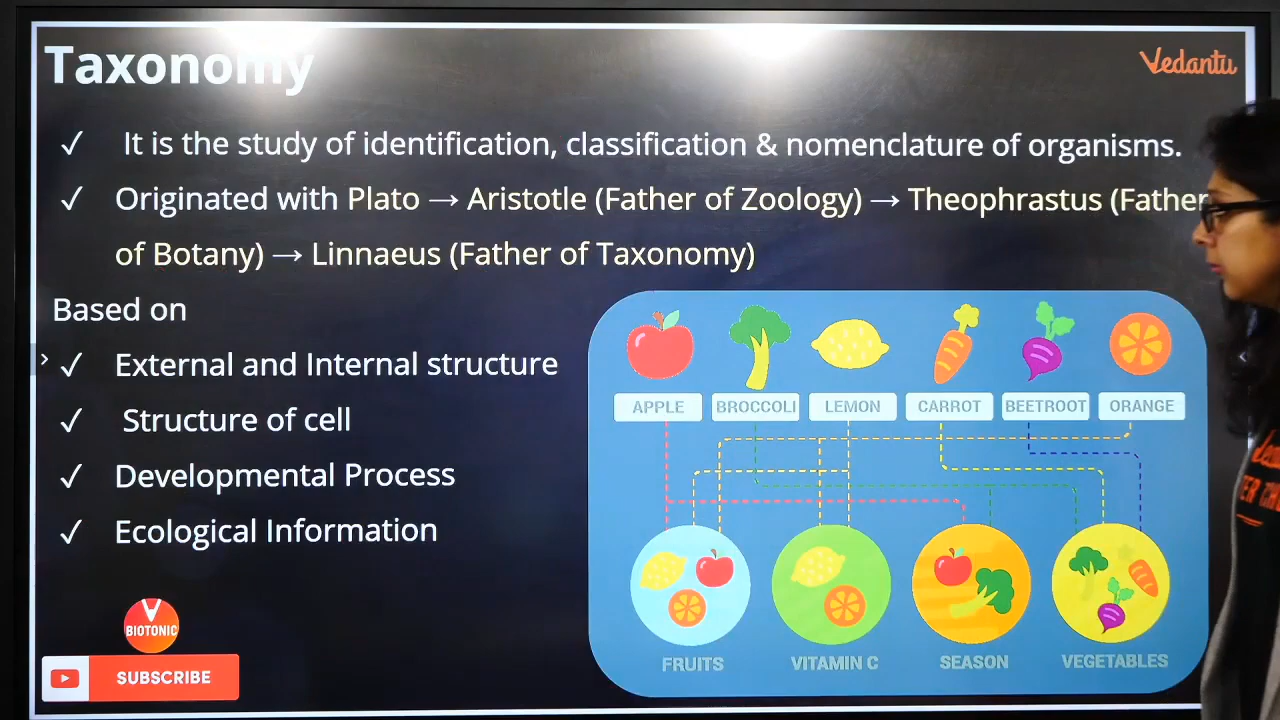 Taxonomy
Vedantu
✓ It is the study of identification, classification & nomenclature of organisms.
✓ Originated with Plato → Aristotle (Father of Zoology) → Theophrastus (Father
of Botany) → Linnaeus (Father of Taxonomy)
Based on
✓ External and Internal structure
✓ Structure of cell
✓ Developmental Process
✓ Ecological Information
APPLE BROCCOLI LEMON CARROT BEETROOT ORANGE
FRUITS VITAMIN C SEASON VEGETABLES
V
BIOTONIC
SUBSCRIBE